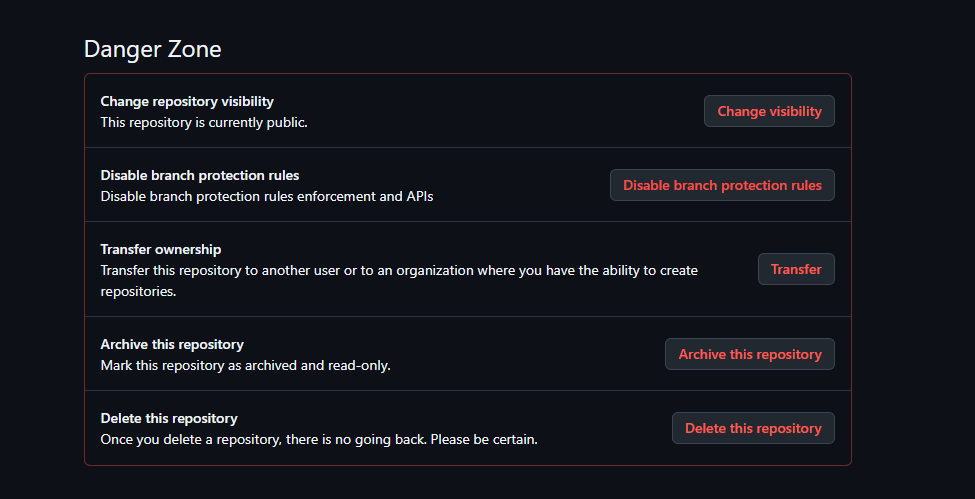 Danger Zone
Change repository visibility
This repository is currently public.
Change visibility
Disable branch protection rules
Disable branch protection rules enforcement and APIs
Disable branch protection rules
Transfer ownership
Transfer this repository to another user or to an organization where you have the ability to create
repositories.
Transfer
Archive this repository
Mark this repository as archived and read-only.
Archive this repository
Delete this repository
Once you delete a repository, there is no going back. Please be certain.
Delete this repository